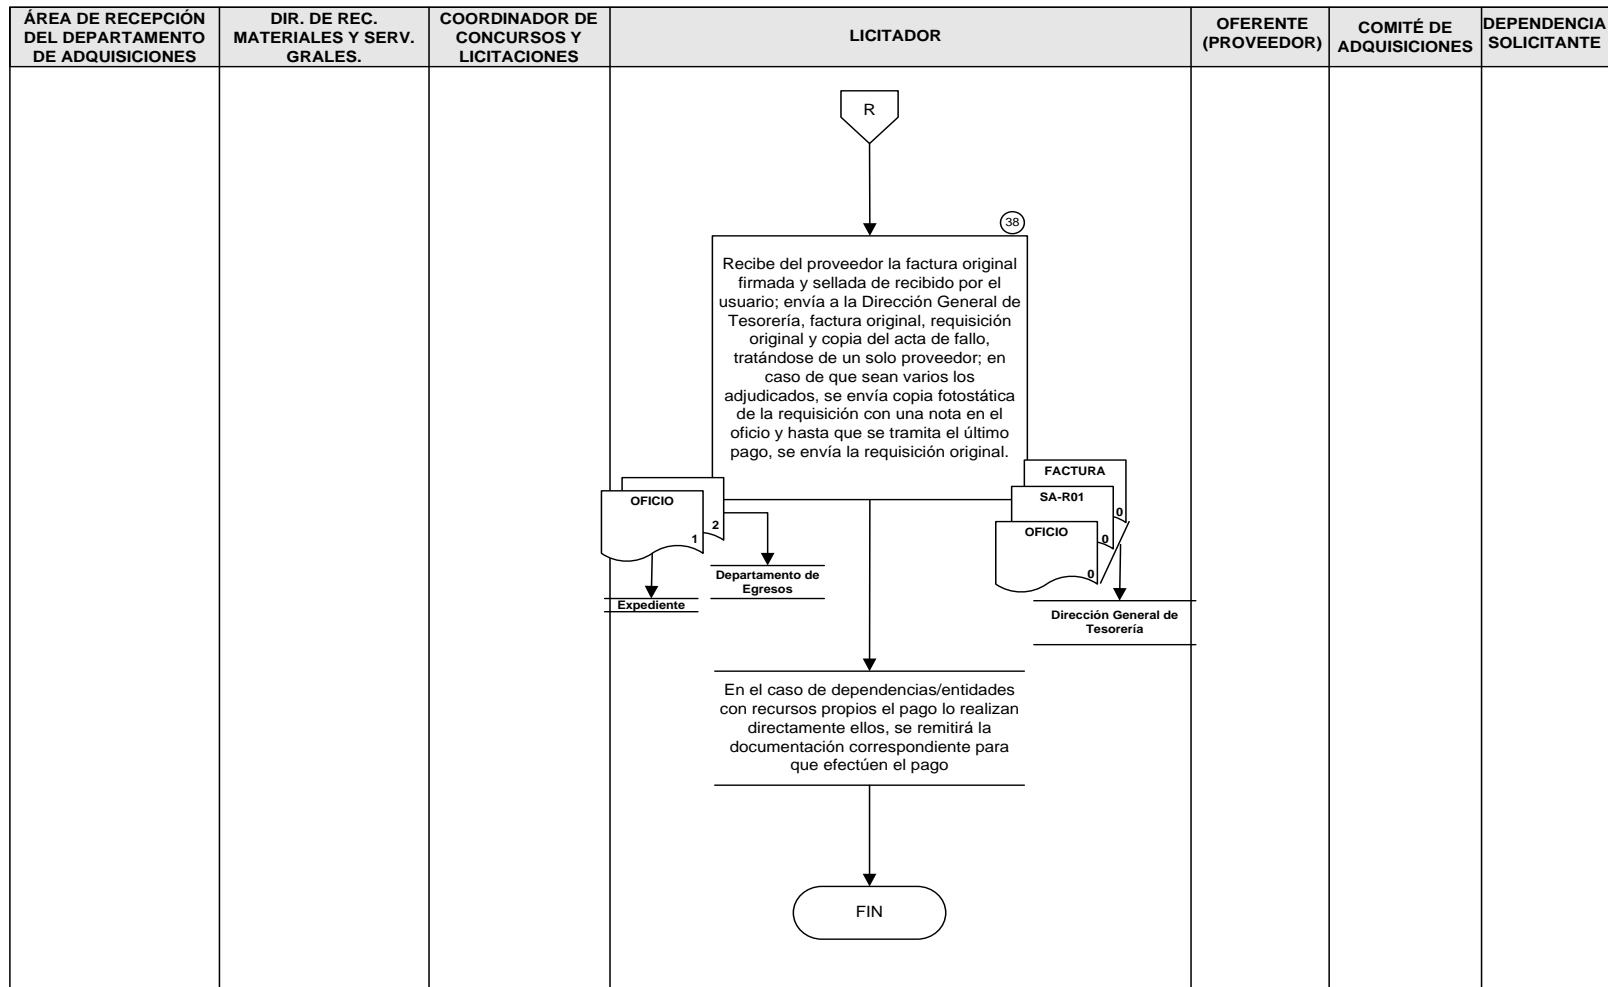 ÁREA DE RECEPCIÓN
DEL DEPARTAMENTO
DE ADQUISICIONES
DIR. DE REC.
MATERIALES Y SERV.
GRALES.
COORDINADOR DE
CONCURSOS Y
LICITACIONES
LICITADOR
OFERENTE
(PROVEEDOR)
COMITÉ DE
ADQUISICIONES
DEPENDENCIA
SOLICITANTE
R
38
Recibe del proveedor la factura original
firmada y sellada de recibido por el
usuario; envía a la Dirección General de
Tesorería, factura original, requisición
original y copia del acta de fallo,
tratándose de un solo proveedor; en
caso de que sean varios los
adjudicados, se envía copia fotostática
de la requisición con una nota en el
oficio y hasta que se tramita el último
pago, se envía la requisición original.
OFICIO
1
2
Expediente
Departamento de
Egresos
FACTURA
0
SA-R01
0
OFICIO
0
Dirección General de
Tesorería
En el caso de dependencias/entidades
con recursos propios el pago lo realizan
directamente ellos, se remitirá la
documentación correspondiente para
que efectúen el pago
FIN